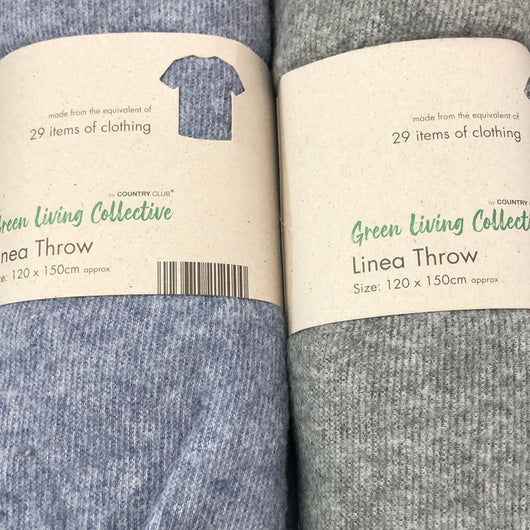 made from the equivalent of
29 items of clothing
by COUNTRY CLUB®
Green Living Collective
Linea Throw
Size: 120 x 150cm approx
made from the equivalent of
29 items of clothing
by COUNTRY CLUB
Green Living Collective
Linea Throw
Size: 120 x 150cm approx